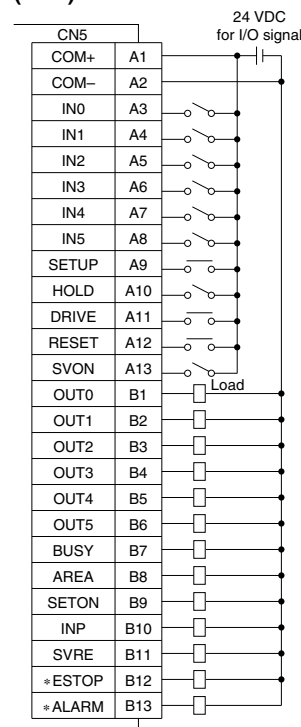 24 VDC
for I/O signal
CN5
COM+ A1
COM– A2
IN0 A3
IN1 A4
IN2 A5
IN3 A6
IN4 A7
IN5 A8
SETUP A9
HOLD A10
DRIVE A11
RESET A12
SVON A13
Load
OUT0 B1
OUT1 B2
OUT2 B3
OUT3 B4
OUT4 B5
OUT5 B6
BUSY B7
AREA B8
SETON B9
INP B10
SVRE B11
∗ESTOP B12
∗ALARM B13